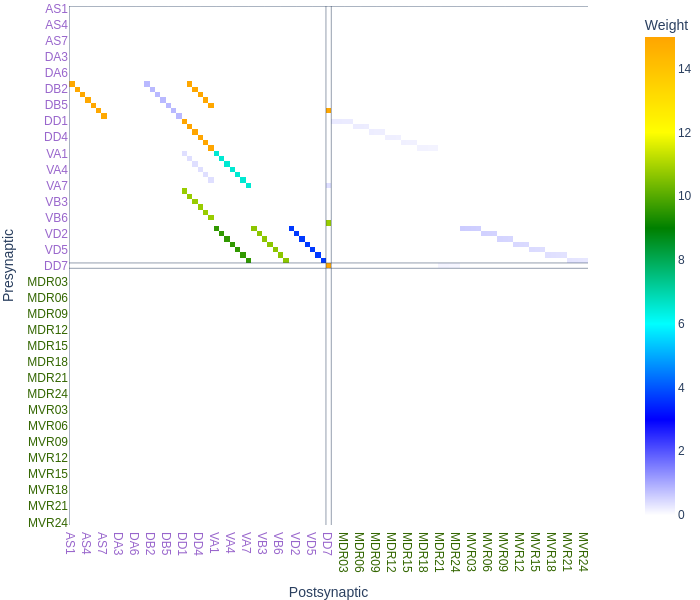 Weight
AS1
AS4
AS7
DA3
DA6
DB2
DB5
DD1
DD4
VA1
VA4
VA7
VB3
VB6
VD2
VD5
DD7
MDR03
MDR06
MDR09
MDR12
MDR15
MDR18
MDR21
MDR24
MVR03
MVR06
MVR09
MVR12
MVR15
MVR18
MVR21
MVR24
Presynaptic
AS1 AS4 AS7 DA3 DA6 DB2 DB5 DD1 DD4 VA1 VA4 VA7 VB3 VB6 VD2 VD5 DD7 MDR03 MDR06 MDR09 MDR12 MDR15 MDR18 MDR21 MDR24 MVR03 MVR06 MVR09 MVR12 MVR15 MVR18 MVR21 MVR24
Postsynaptic
14
12
10
8
6
4
2
0